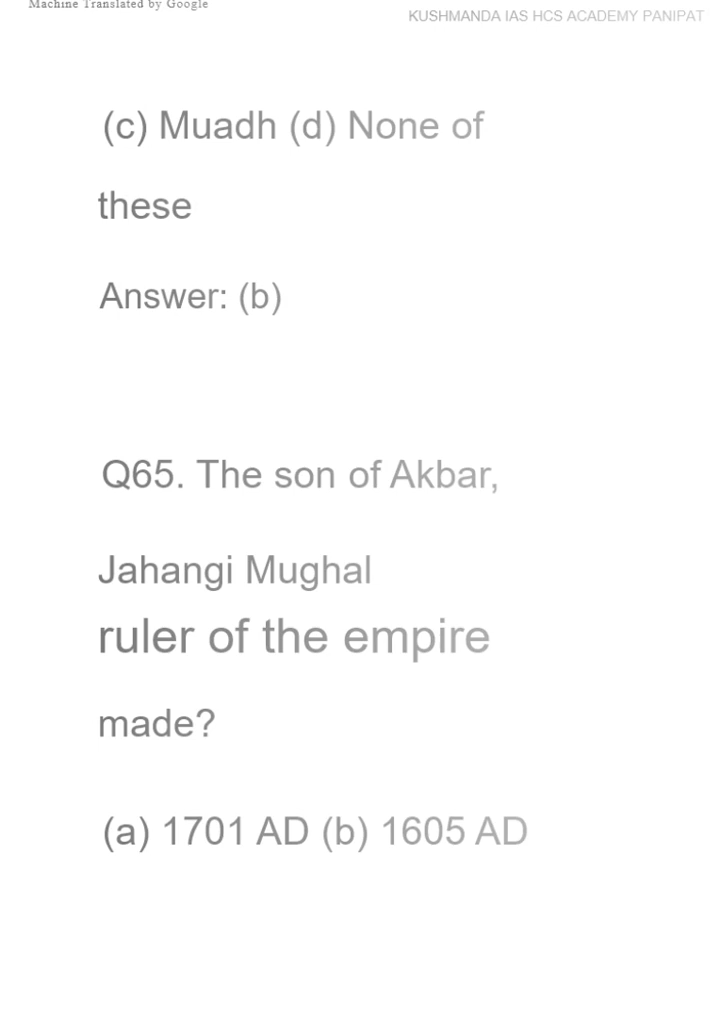 Machine Translated by Google
KUSHMANDA IAS HCS ACADEMY PANIPAT
(c) Muadh (d) None of
these
Answer: (b)
Q65. The son of Akbar,
Jahangi Mughal
ruler of the empire
made?
(a) 1701 AD (b) 1605 AD